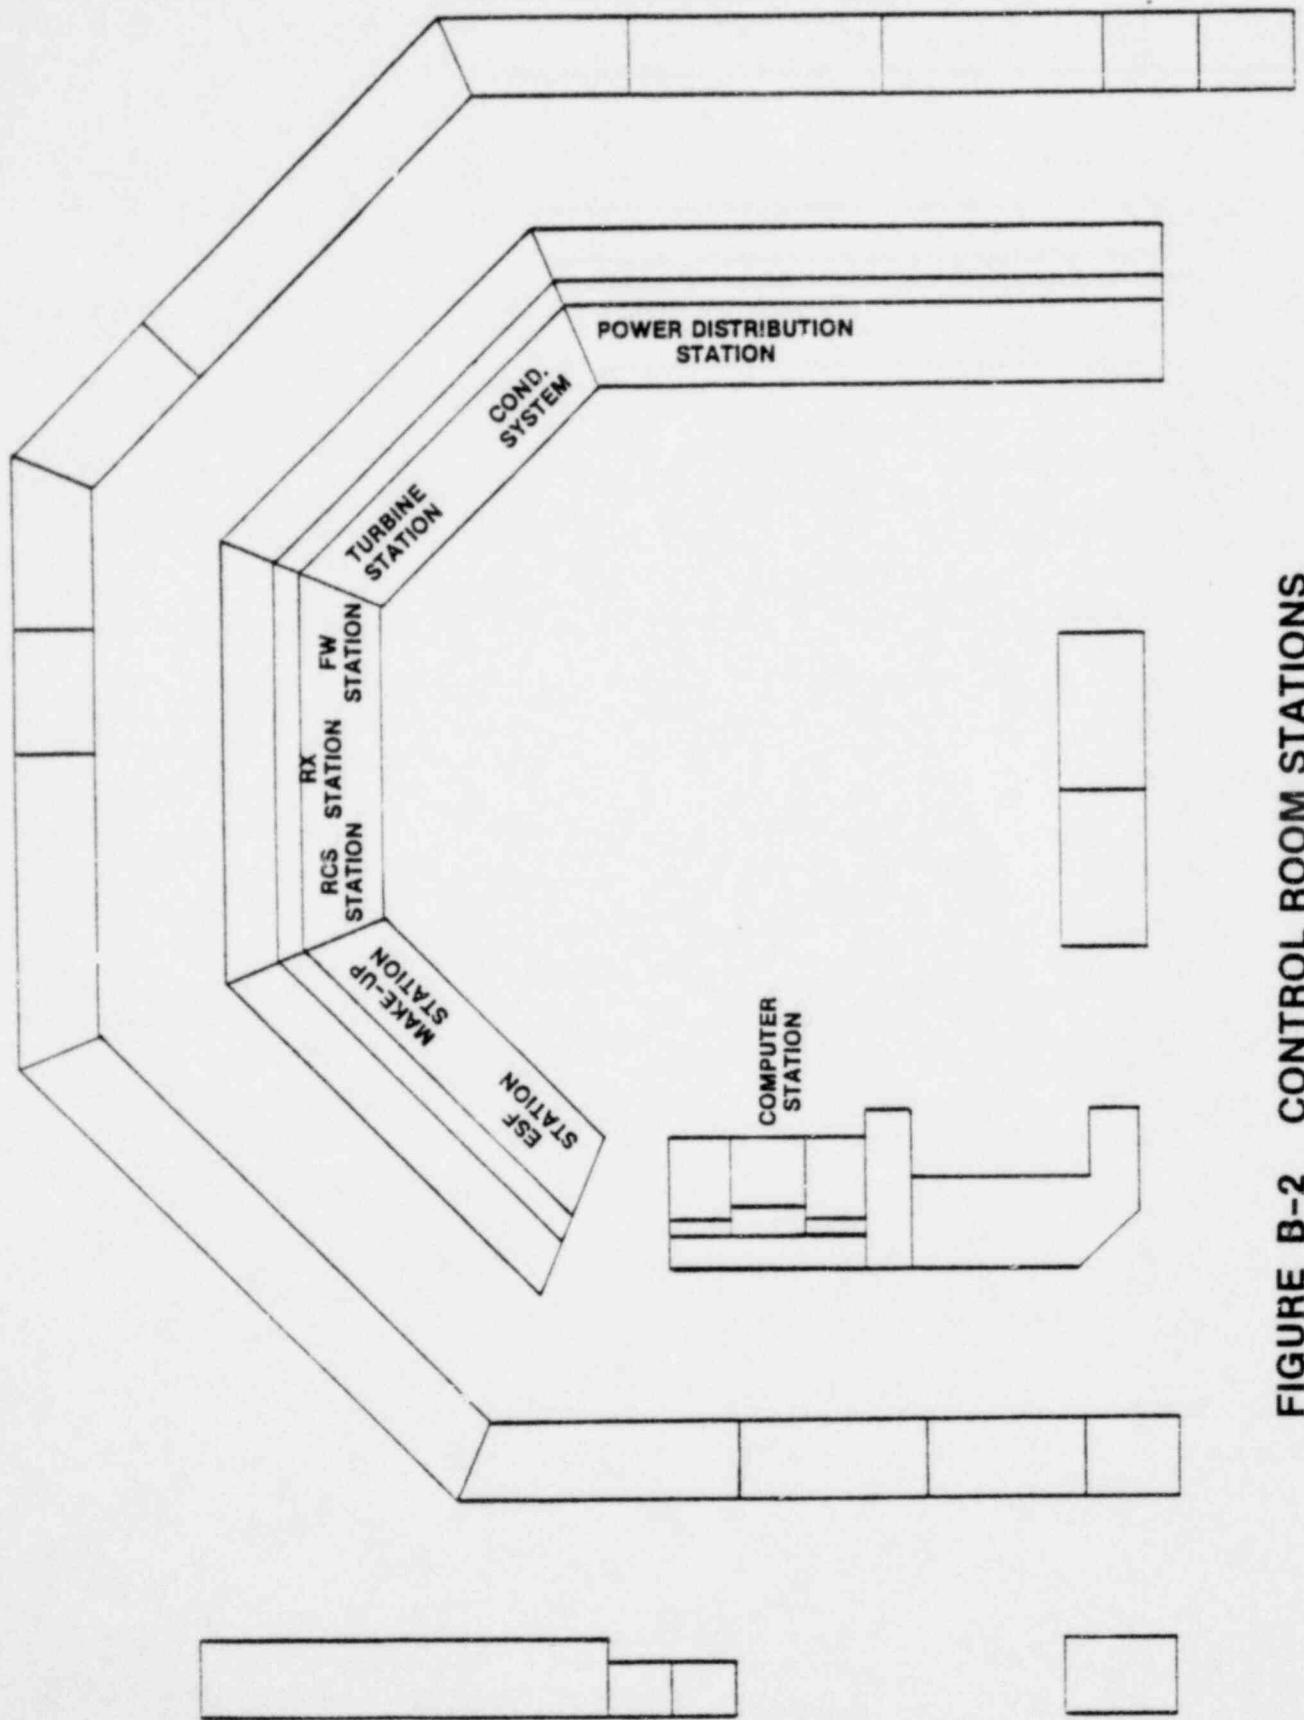 ESF
STATION
MAKE-UP
STATION
RCS
STATION
RX
STATION
FW
STATION
TURBINE
STATION
COND.
SYSTEM
POWER DISTRIBUTION
STATION
COMPUTER
STATION
FIGURE B-2 CONTROL ROOM STATIONS